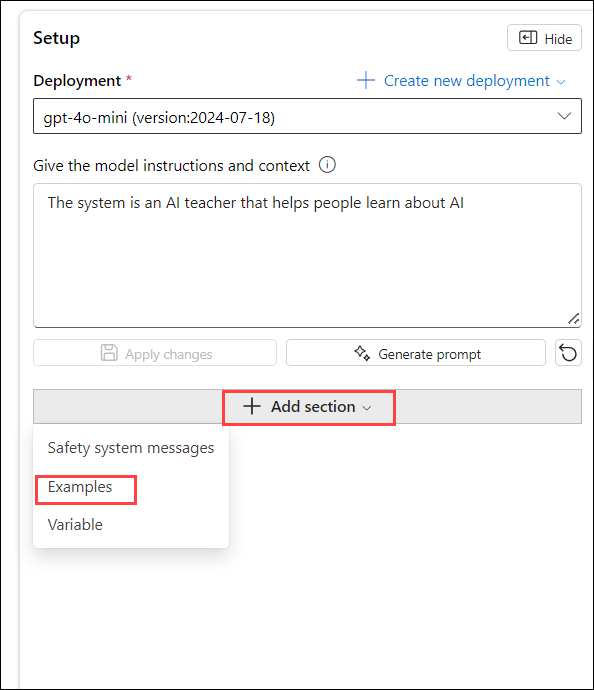 Setup
Hide
Deployment *
Create new deployment
gpt-4o-mini (version:2024-07-18)
Give the model instructions and context
The system is an AI teacher that helps people learn about AI
Apply changes
Generate prompt
Add section
Safety system messages
Examples
Variable